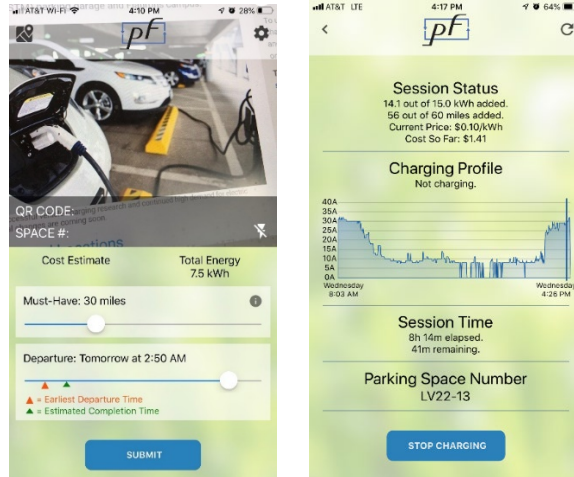 AT&T Wi-Fi
4:10 PM
28%
pf
QR CODE:
SPACE #:
Cost Estimate
Total Energy
7.5 kWh
Must-Have: 30 miles
Departure: Tomorrow at 2:50 AM
▲ = Earliest Departure Time
▲ = Estimated Completion Time
SUBMIT
AT&T LTE
4:17 PM
64%
pf
Session Status
14.1 out of 15.0 kWh added.
56 out of 60 miles added.
Current Price: $0.10/kWh
Cost So Far: $1.41
Charging Profile
Not charging.
40A
35A
30A
25A
20A
15A
10A
5A
0A
Wednesday
8:03 AM
Wednesday
4:26 PM
Session Time
8h 14m elapsed.
41m remaining.
Parking Space Number
LV22-13
STOP CHARGING